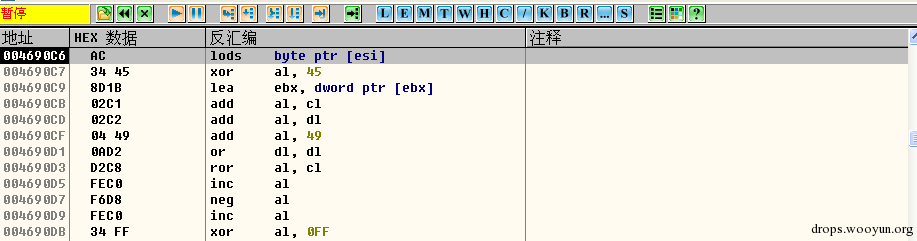 暂停 L E M T W H C / K B R ... S ?
地址 HEX 数据 反汇编 注释
004690C6 AC lods byte ptr [esi]
004690C7 34 45 xor al, 45
004690C9 8D1B lea ebx, dword ptr [ebx]
004690CB 02C1 add al, cl
004690CD 02C2 add al, dl
004690CF 04 49 add al, 49
004690D1 0AD2 or dl, dl
004690D3 D2C8 ror al, cl
004690D5 FEC0 inc al
004690D7 F6D8 neg al
004690D9 FEC0 inc al
004690DB 34 FF xor al, 0FF
drops.wooyun.org